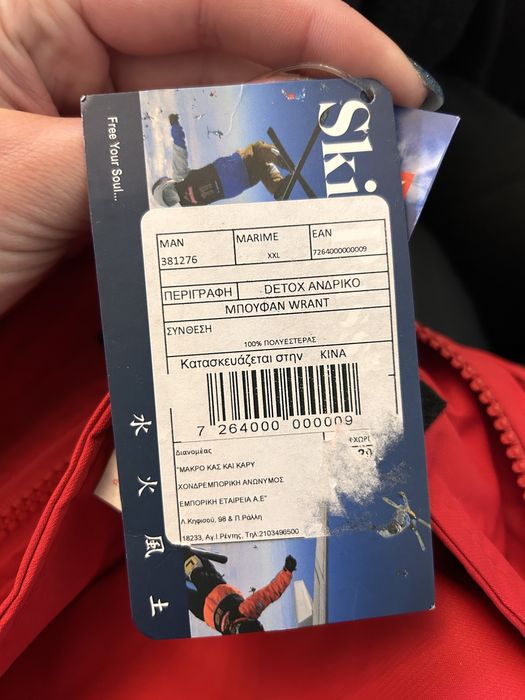 Free Your Soul...
Ski
MAN
381276
MARIME
XXL
EAN
7264000000009
ΠΕΡΙΓΡΑΦΗ DETOX ΑΝΔΡΙΚΟ
ΜΠΟΥΦΑΝ WRANT
ΣΥΝΘΕΣΗ
100% ΠΟΛΥΕΣΤΕΡΑΣ
Κατασκευάζεται στην ΚΙΝΑ
7 264000 000009
Διανομέας
"ΜΑΚΡΟ ΚΑΣ ΚΑΙ ΚΑΡΥ
ΧΟΝΔΡΕΜΠΟΡΙΚΗ ΑΝΩΝΥΜΟΣ
ΕΜΠΟΡΙΚΗ ΕΤΑΙΡΕΙΑ Α.Ε"
Λ.Κηφισού, 98 & Π.Ράλλη
18233, Αγ.Ι.Ρέντης, Τηλ:2103496500
水
火
風
土